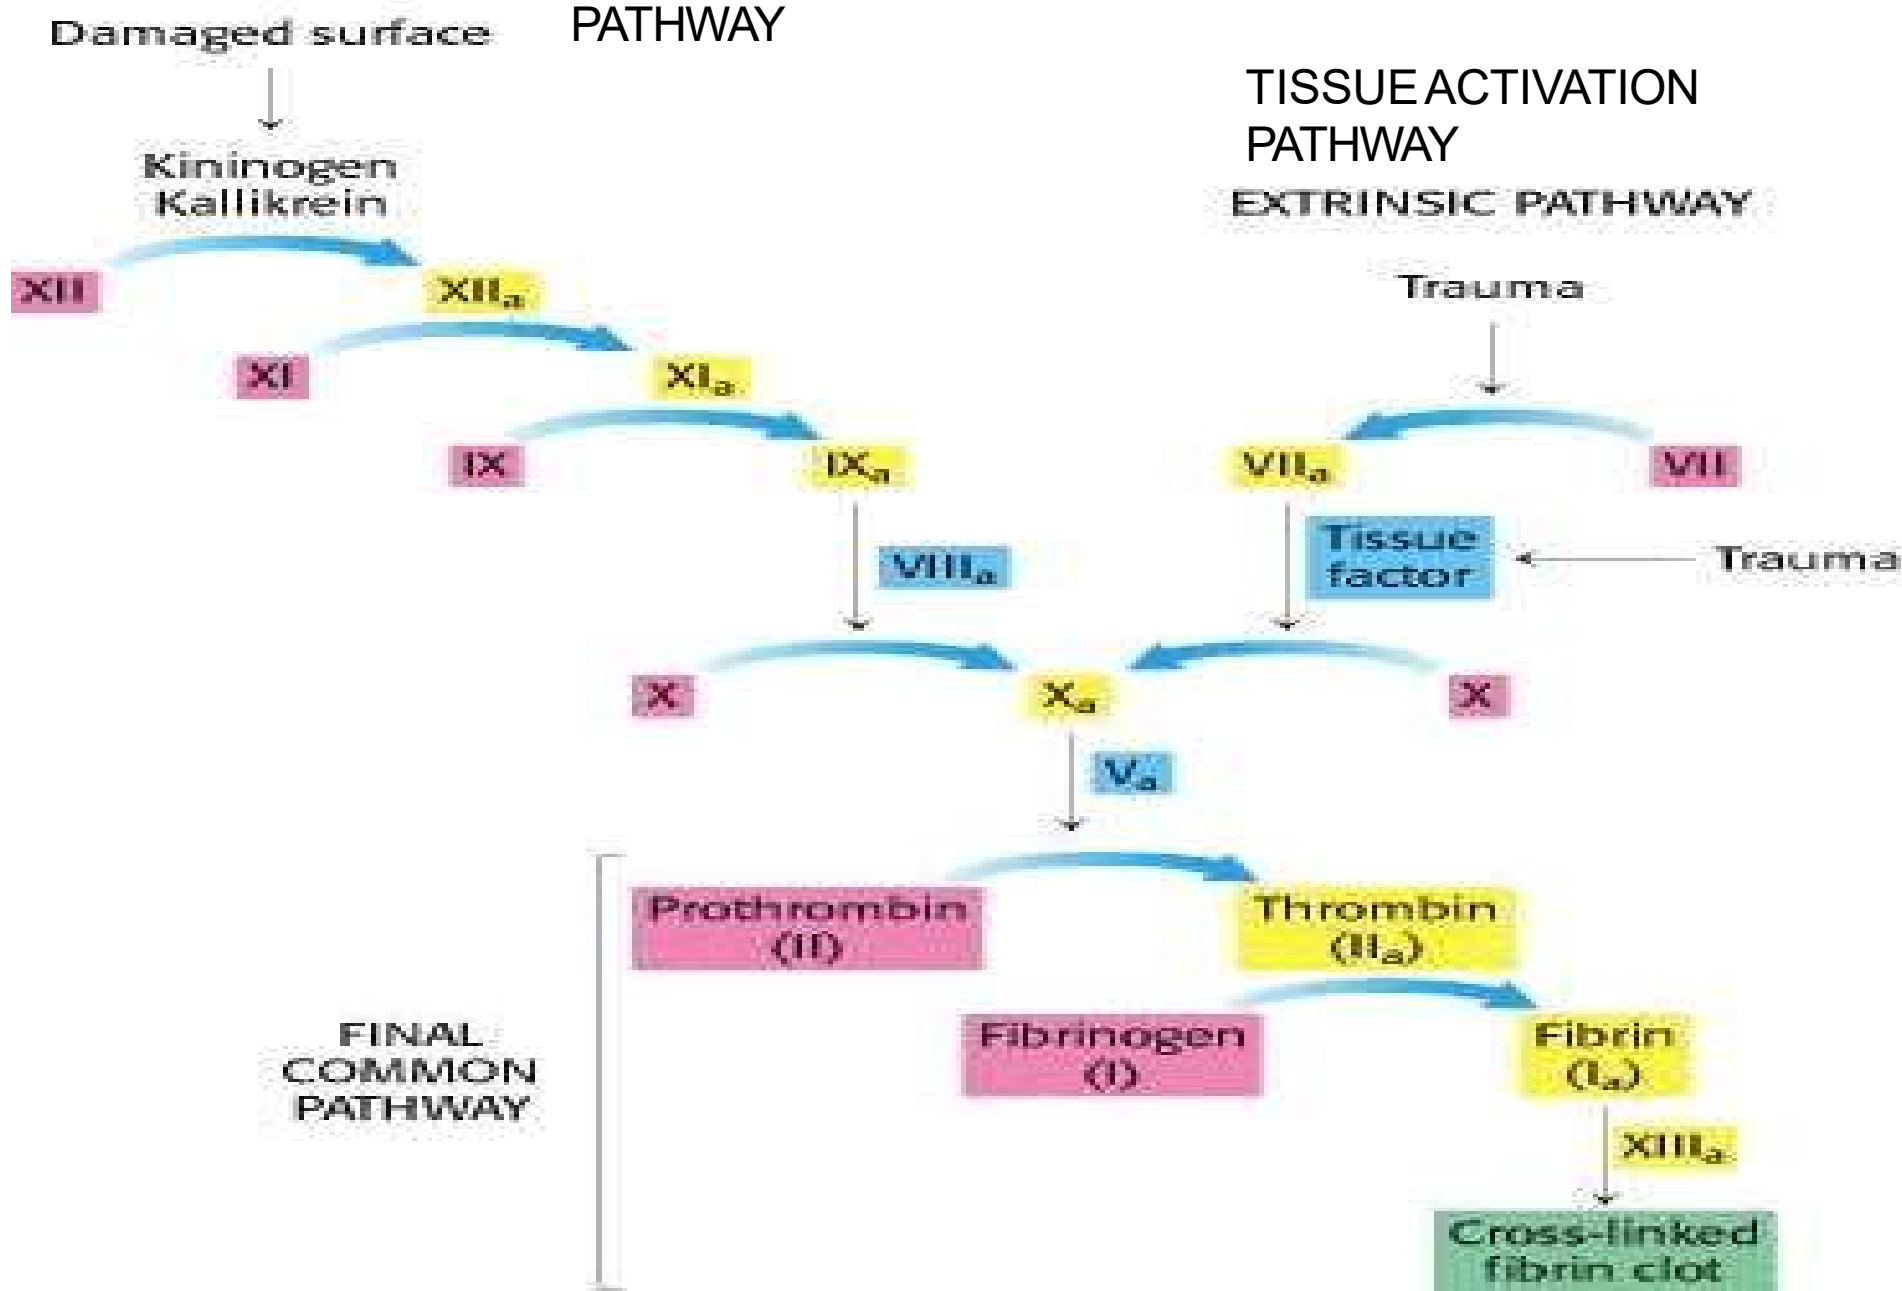 Damaged surface
PATHWAY
TISSUE ACTIVATION
PATHWAY
EXTRINSIC PATHWAY
Kininogen
Kallikrein
Trauma
XII
XIIa
XI
XIa
IX
IXa
VIIa
VII
VIIIa
Tissue
factor
Trauma
X
Xa
X
Va
Prothrombin
(II)
Thrombin
(IIa)
FINAL
COMMON
PATHWAY
Fibrinogen
(I)
Fibrin
(Ia)
XIIIa
Cross-linked
fibrin clot